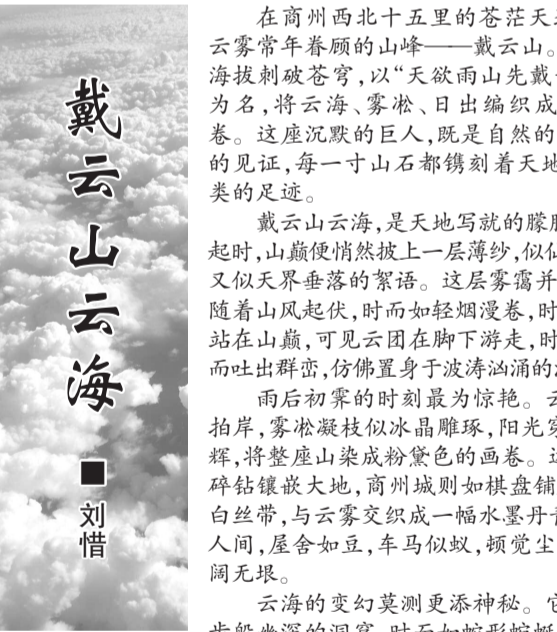 戴云山云海
■ 刘惜
在商州西北十五里的苍茫天
云雾常年眷顾的山峰——戴云山。
海拔刺破苍穹,以“天欲雨山先戴
为名,将云海、雾凇、日出编织成
卷。这座沉默的巨人,既是自然的
的见证,每一寸山石都镌刻着天地
类的足迹。
戴云山云海,是天地写就的朦
起时,山巅便悄然披上一层薄纱,似仙
又似天界垂落的絮语。这层雾霭并
随着山风起伏,时而如轻烟漫卷,时
站在山巅,可见云团在脚下游走,时
而吐出群峦,仿佛置身于波涛汹涌的
雨后初霁的时刻最为惊艳。云
拍岸,雾凇凝枝似冰晶雕琢,阳光穿
辉,将整座山染成粉黛色的画卷。
碎钻镶嵌大地,商州城则如棋盘铺
白丝带,与云雾交织成一幅水墨丹青
人间,屋舍如豆,车马似蚁,顿觉尘
阔无垠。
云海的变幻莫测更添神秘。它